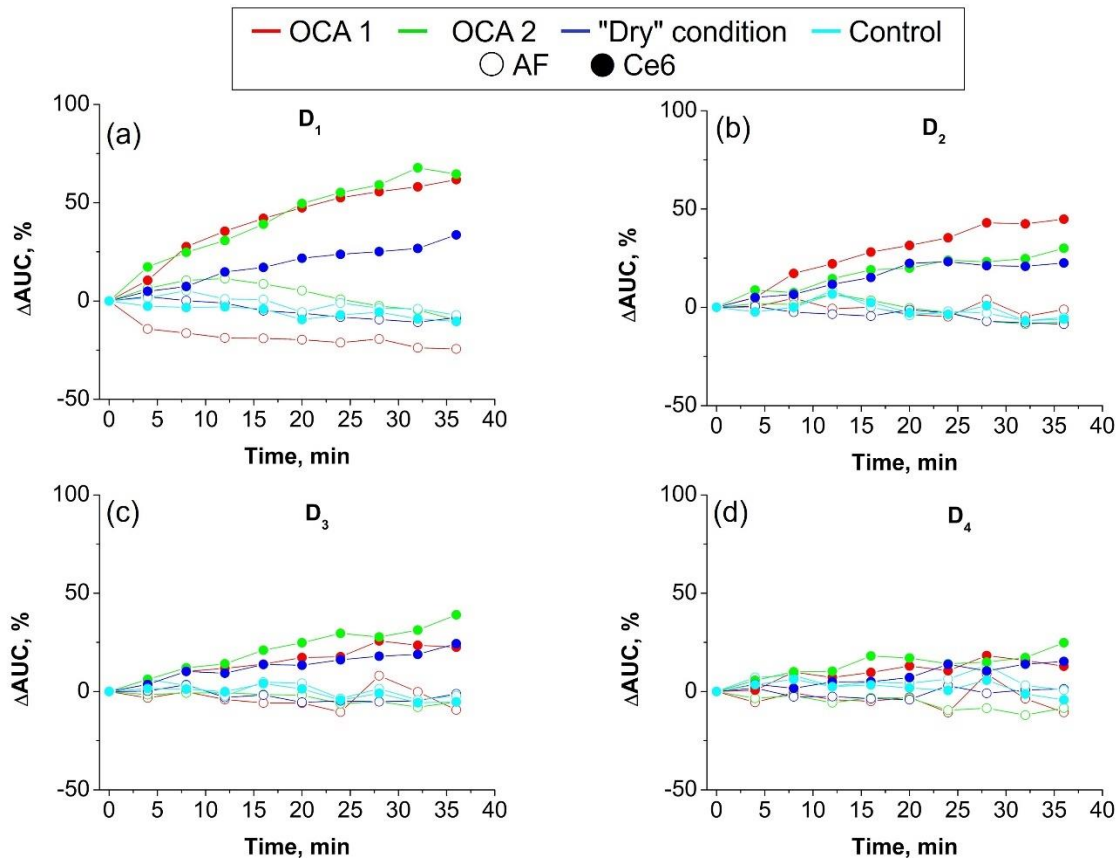 OCA 1 OCA 2 "Dry" condition Control
AF Ce6
(a) D1
100
50
0
-50
ΔAUC, %
0 5 10 15 20 25 30 35 40
Time, min
(b) D2
100
50
0
-50
ΔAUC, %
0 5 10 15 20 25 30 35 40
Time, min
(c) D3
100
50
0
-50
ΔAUC, %
0 5 10 15 20 25 30 35 40
Time, min
(d) D4
100
50
0
-50
ΔAUC, %
0 5 10 15 20 25 30 35 40
Time, min